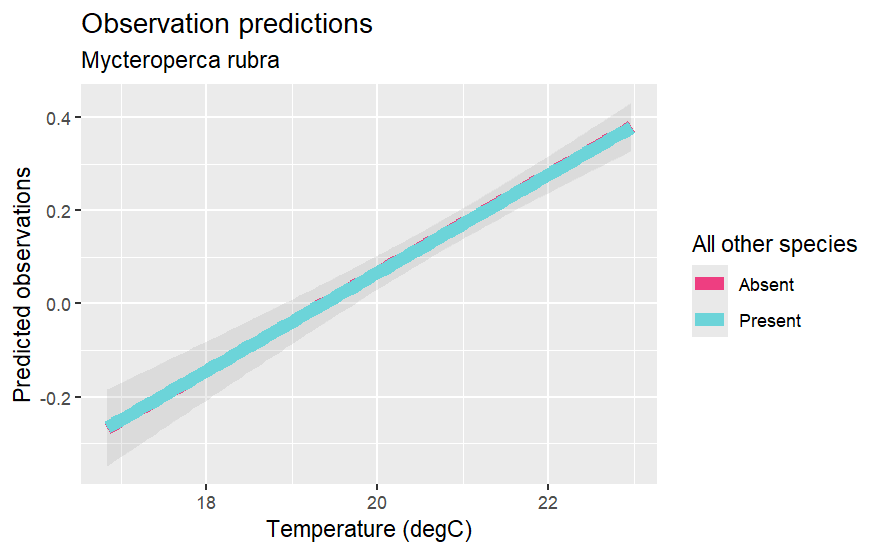 Observation predictions
Mycteroperca rubra
Predicted observations
0.4
0.2
0.0
-0.2
18
20
22
Temperature (degC)
All other species
Absent
Present